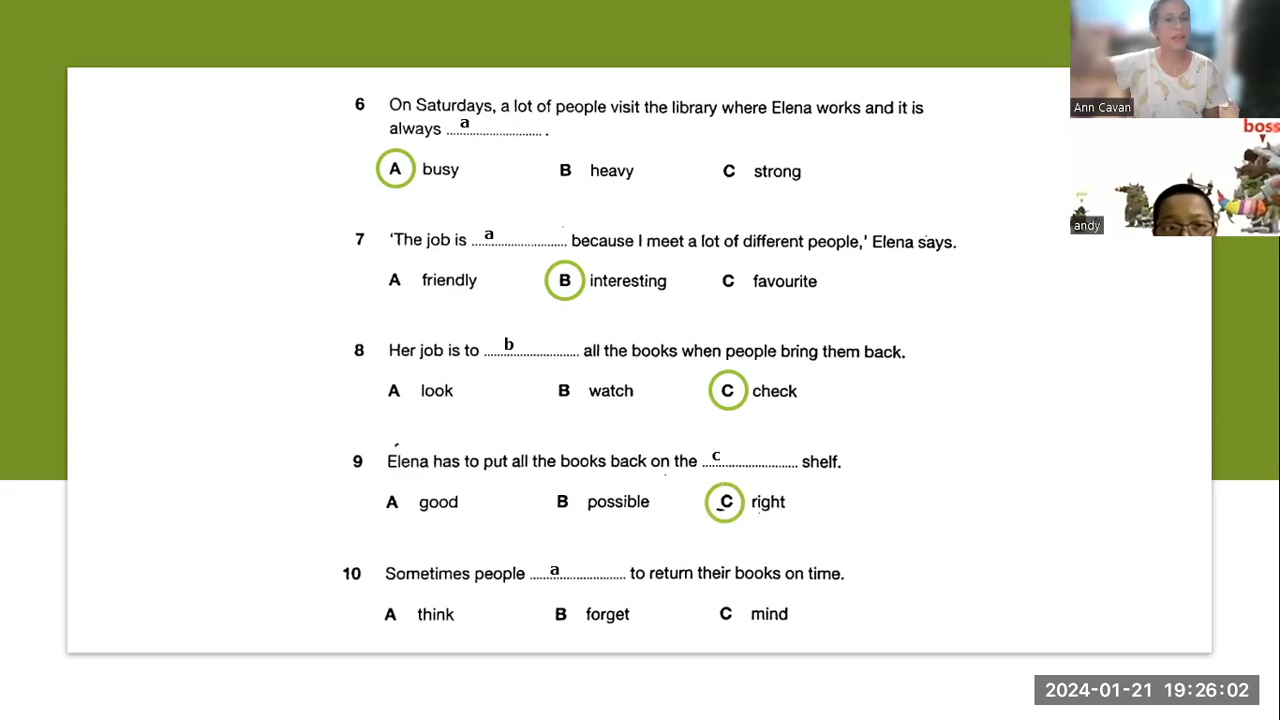 6 On Saturdays, a lot of people visit the library where Elena works and it is
always ....a.... .
A busy B heavy C strong
7 'The job is ....a.... because I meet a lot of different people,' Elena says.
A friendly B interesting C favourite
8 Her job is to ....b.... all the books when people bring them back.
A look B watch C check
9 Elena has to put all the books back on the ....c.... shelf.
A good B possible C right
10 Sometimes people ....a.... to return their books on time.
A think B forget C mind
Ann Cavan
boss
andy
2024-01-21 19:26:02